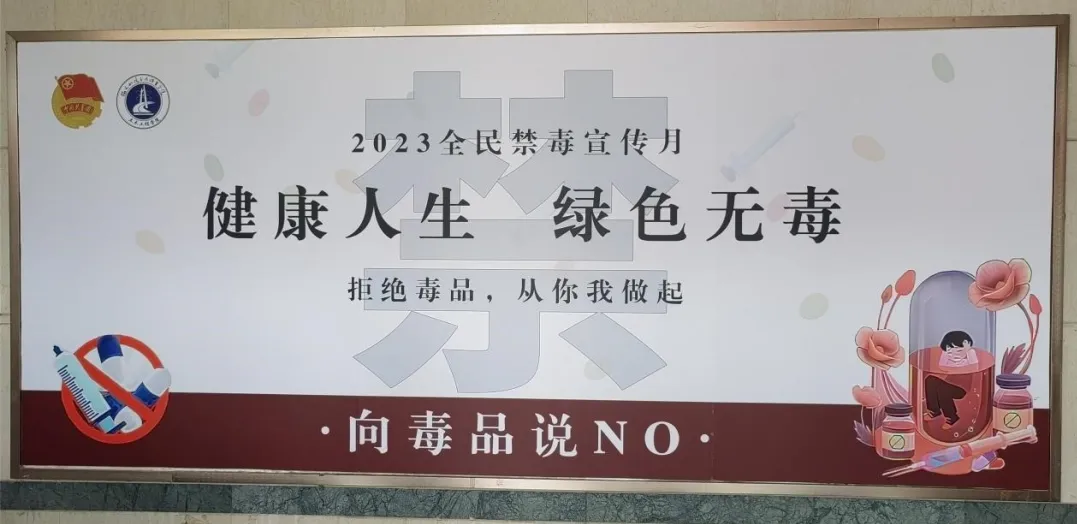 2023全民禁毒宣传月
健康人生 绿色无毒
禁
拒绝毒品，从你我做起
·向毒品说NO·